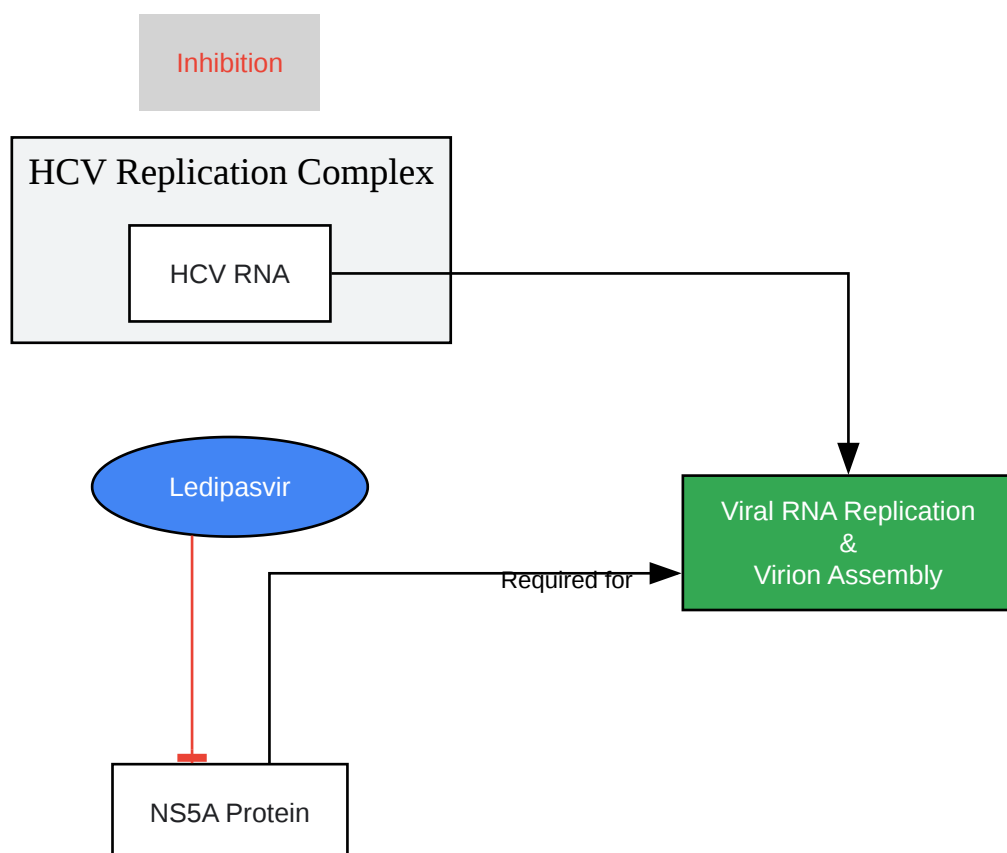 Inhibition
HCV Replication Complex
HCV RNA
Ledipasvir
Viral RNA Replication
&
Virion Assembly
Required for
NS5A Protein